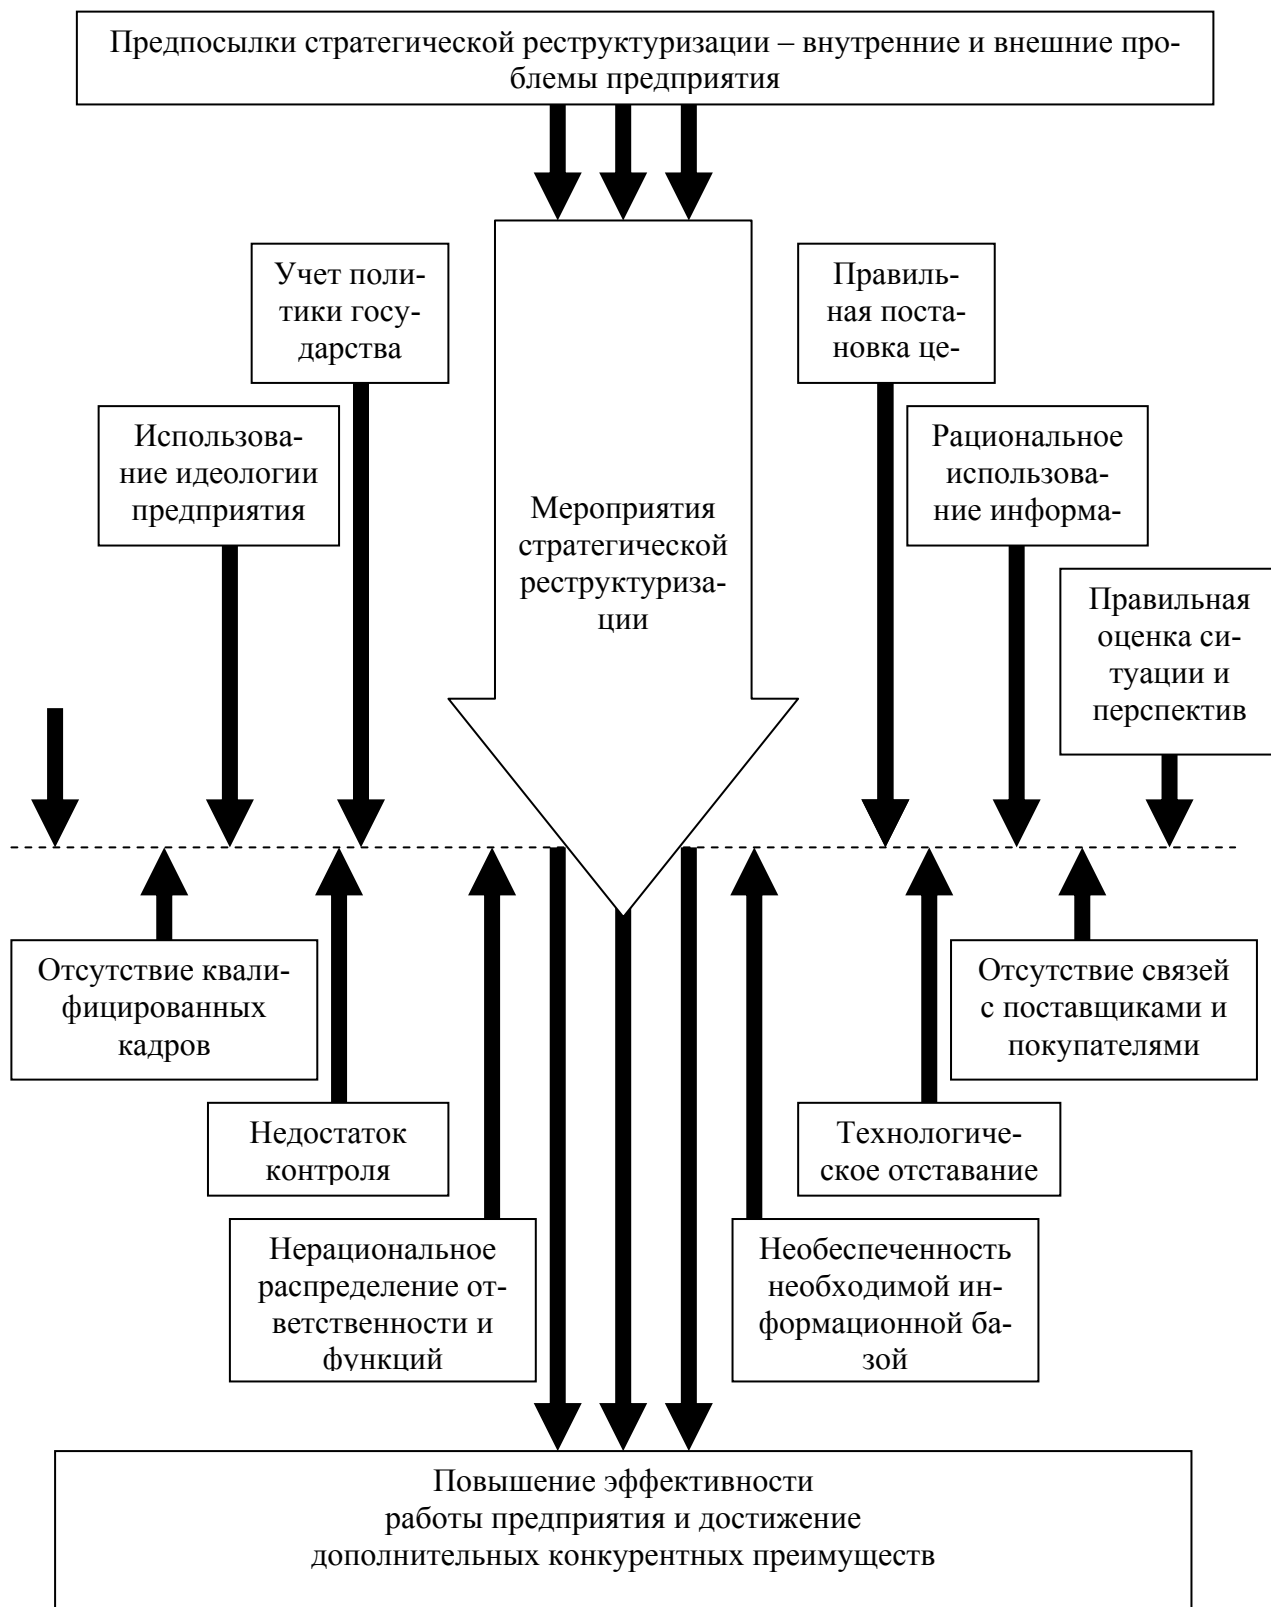 Предпосылки стратегической реструктуризации – внутренние и внешние про-
блемы предприятия
Учет поли-
тики госу-
дарства
Правиль-
ная поста-
новка це-
Использова-
ние идеологии
предприятия
Рациональное
использова-
ние информа-
Мероприятия
стратегической
реструктуриза-
ции
Правильная
оценка си-
туации и
перспектив
Отсутствие квали-
фицированных
кадров
Отсутствие связей
с поставщиками и
покупателями
Недостаток
контроля
Технологиче-
ское отставание
Нерациональное
распределение от-
ветственности и
функций
Необеспеченность
необходимой ин-
формационной ба-
зой
Повышение эффективности
работы предприятия и достижение
дополнительных конкурентных преимуществ